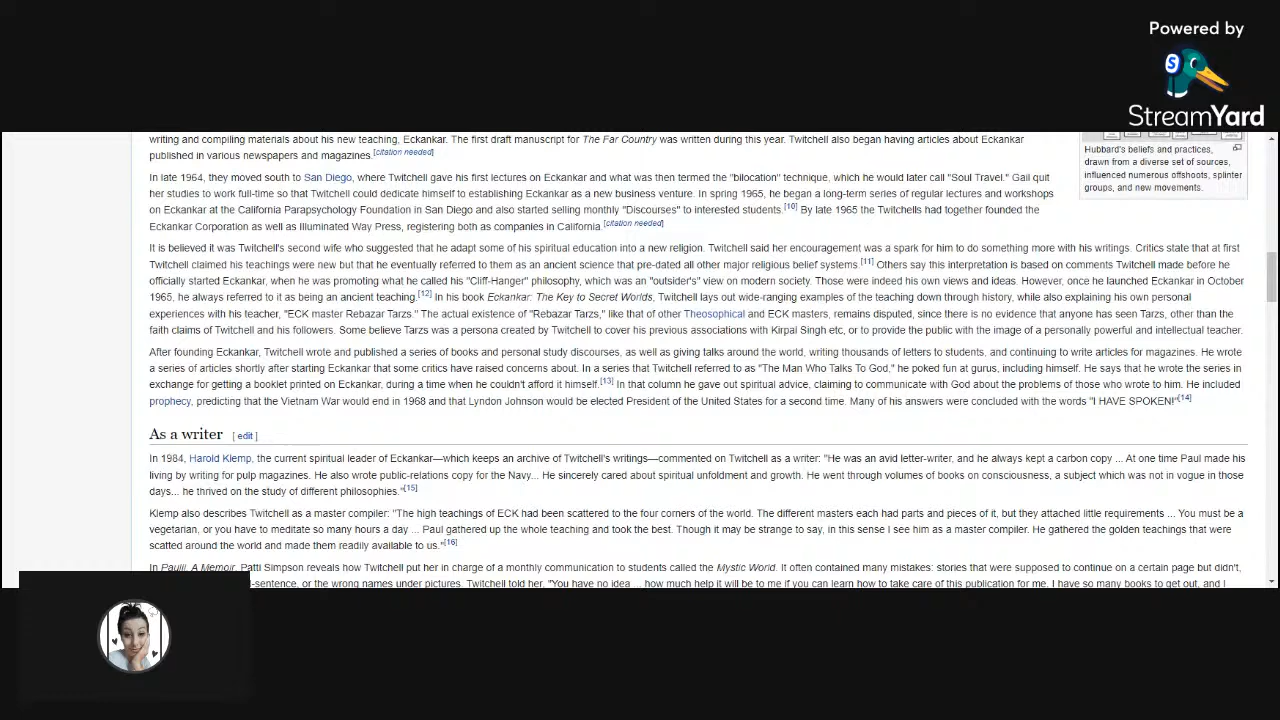 Powered by
StreamYard
writing and compiling materials about his new teaching, Eckankar. The first draft manuscript for The Far Country was written during this year. Twitchell also began having articles about Eckankar
published in various newspapers and magazines.[citation needed]
Hubbard's beliefs and practices,
drawn from a diverse set of sources,
influenced numerous offshoots, splinter
groups, and new movements.
In late 1964, they moved south to San Diego, where Twitchell gave his first lectures on Eckankar and what was then termed the "bilocation" technique, which he would later call "Soul Travel." Gail quit
her studies to work full-time so that Twitchell could dedicate himself to establishing Eckankar as a new business venture. In spring 1965, he began a long-term series of regular lectures and workshops
on Eckankar at the California Parapsychology Foundation in San Diego and also started selling monthly "Discourses" to interested students.[10] By late 1965 the Twitchells had together founded the
Eckankar Corporation as well as Illuminated Way Press, registering both as companies in California.[citation needed]
It is believed it was Twitchell's second wife who suggested that he adapt some of his spiritual education into a new religion. Twitchell said her encouragement was a spark for him to do something more with his writings. Critics state that at first
Twitchell claimed his teachings were new but that he eventually referred to them as an ancient science that pre-dated all other major religious belief systems.[11] Others say this interpretation is based on comments Twitchell made before he
officially started Eckankar, when he was promoting what he called his "Cliff-Hanger" philosophy, which was an "outsider's" view on modern society. Those were indeed his own views and ideas. However, once he launched Eckankar in October
1965, he always referred to it as being an ancient teaching.[12] In his book Eckankar: The Key to Secret Worlds, Twitchell lays out wide-ranging examples of the teaching down through history, while also explaining his own personal
experiences with his teacher, "ECK master Rebazar Tarzs." The actual existence of "Rebazar Tarzs," like that of other Theosophical and ECK masters, remains disputed, since there is no evidence that anyone has seen Tarzs, other than the
faith claims of Twitchell and his followers. Some believe Tarzs was a persona created by Twitchell to cover his previous associations with Kirpal Singh etc, or to provide the public with the image of a personally powerful and intellectual teacher.
After founding Eckankar, Twitchell wrote and published a series of books and personal study discourses, as well as giving talks around the world, writing thousands of letters to students, and continuing to write articles for magazines. He wrote
a series of articles shortly after starting Eckankar that some critics have raised concerns about. In a series that Twitchell referred to as "The Man Who Talks To God," he poked fun at gurus, including himself. He says that he wrote the series in
exchange for getting a booklet printed on Eckankar, during a time when he couldn't afford it himself.[13] In that column he gave out spiritual advice, claiming to communicate with God about the problems of those who wrote to him. He included
prophecy, predicting that the Vietnam War would end in 1968 and that Lyndon Johnson would be elected President of the United States for a second time. Many of his answers were concluded with the words "I HAVE SPOKEN!"[14]
As a writer [ edit ]
In 1984, Harold Klemp, the current spiritual leader of Eckankar—which keeps an archive of Twitchell's writings—commented on Twitchell as a writer: "He was an avid letter-writer, and he always kept a carbon copy ... At one time Paul made his
living by writing for pulp magazines. He also wrote public-relations copy for the Navy... He sincerely cared about spiritual unfoldment and growth. He went through volumes of books on consciousness, a subject which was not in vogue in those
days... he thrived on the study of different philosophies."[15]
Klemp also describes Twitchell as a master compiler: "The high teachings of ECK had been scattered to the four corners of the world. The different masters each had parts and pieces of it, but they attached little requirements ... You must be a
vegetarian, or you have to meditate so many hours a day ... Paul gathered up the whole teaching and took the best. Though it may be strange to say, in this sense I see him as a master compiler. He gathered the golden teachings that were
scattered around the world and made them readily available to us."[16]
In Paulji, A Memoir, Patti Simpson reveals how Twitchell put her in charge of a monthly communication to students called the Mystic World. It often contained many mistakes: stories that were supposed to continue on a certain page but didn't,
-sentence, or the wrong names under pictures. Twitchell told her, "You have no idea ... how much help it will be to me if you can learn how to take care of this publication for me. I have so many books to get out, and I